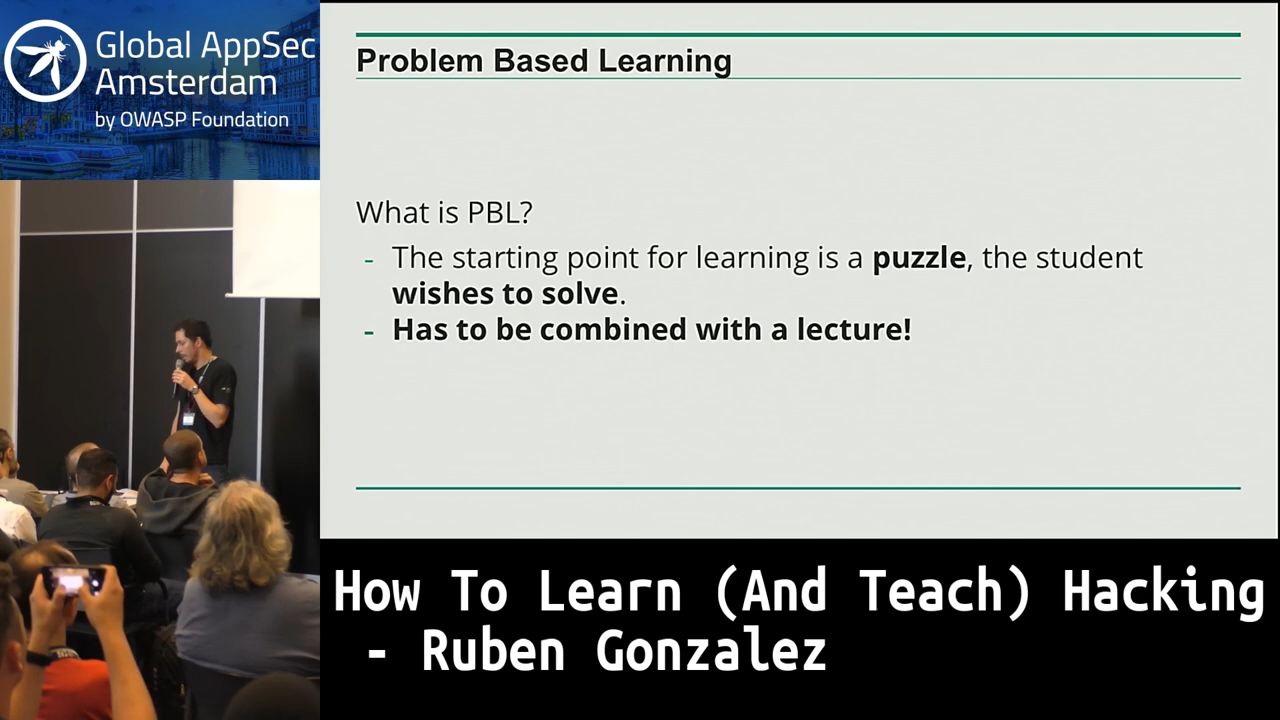 Global AppSec
Amsterdam
by OWASP Foundation
Problem Based Learning
What is PBL?
- The starting point for learning is a puzzle, the student
wishes to solve.
- Has to be combined with a lecture!
How To Learn (And Teach) Hacking
- Ruben Gonzalez